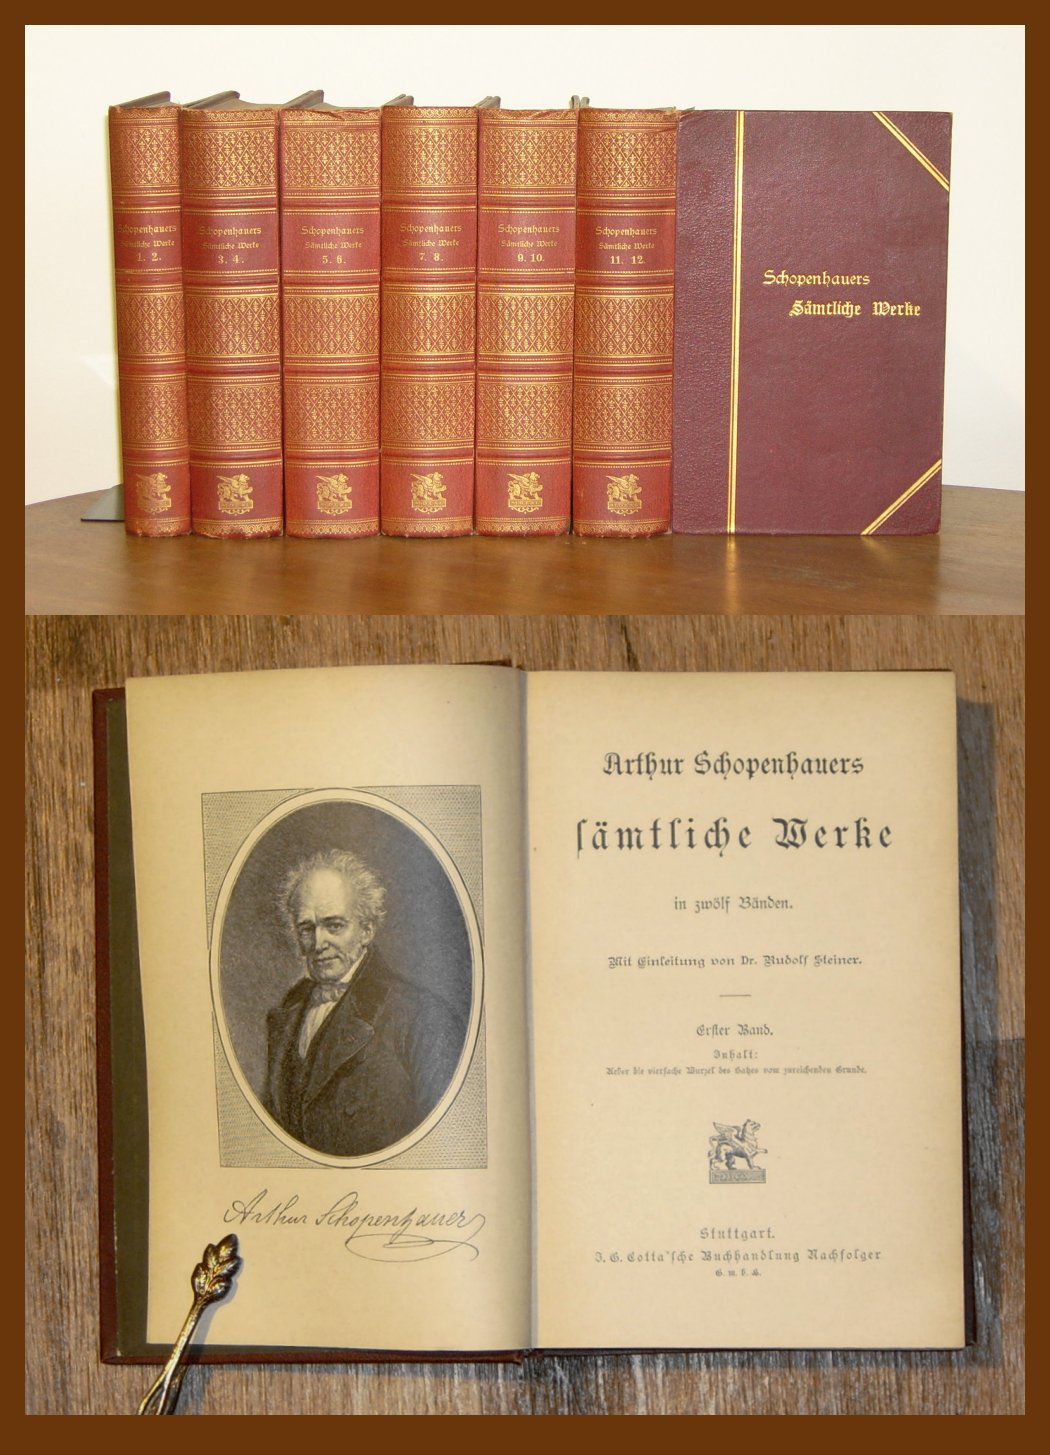 Schopenhauers
Sämtliche Werke
1. 2.
Schopenhauers
Sämtliche Werke
3. 4.
Schopenhauers
Sämtliche Werke
5. 6.
Schopenhauers
Sämtliche Werke
7. 8.
Schopenhauers
Sämtliche Werke
9. 10.
Schopenhauers
Sämtliche Werke
11. 12.
Schopenhauers
Sämtliche Werke
Arthur Schopenhauer
Arthur Schopenhauers
ſämtliche Werke
in zwölf Bänden.
Mit Einleitung von Dr. Rudolf Steiner.
Erſter Band.
Inhalt:
Ueber die vierfache Wurzel des Satzes vom zureichenden Grunde.
Stuttgart.
J. G. Cotta'ſche Buchhandlung Nachfolger
G. m. b. H.